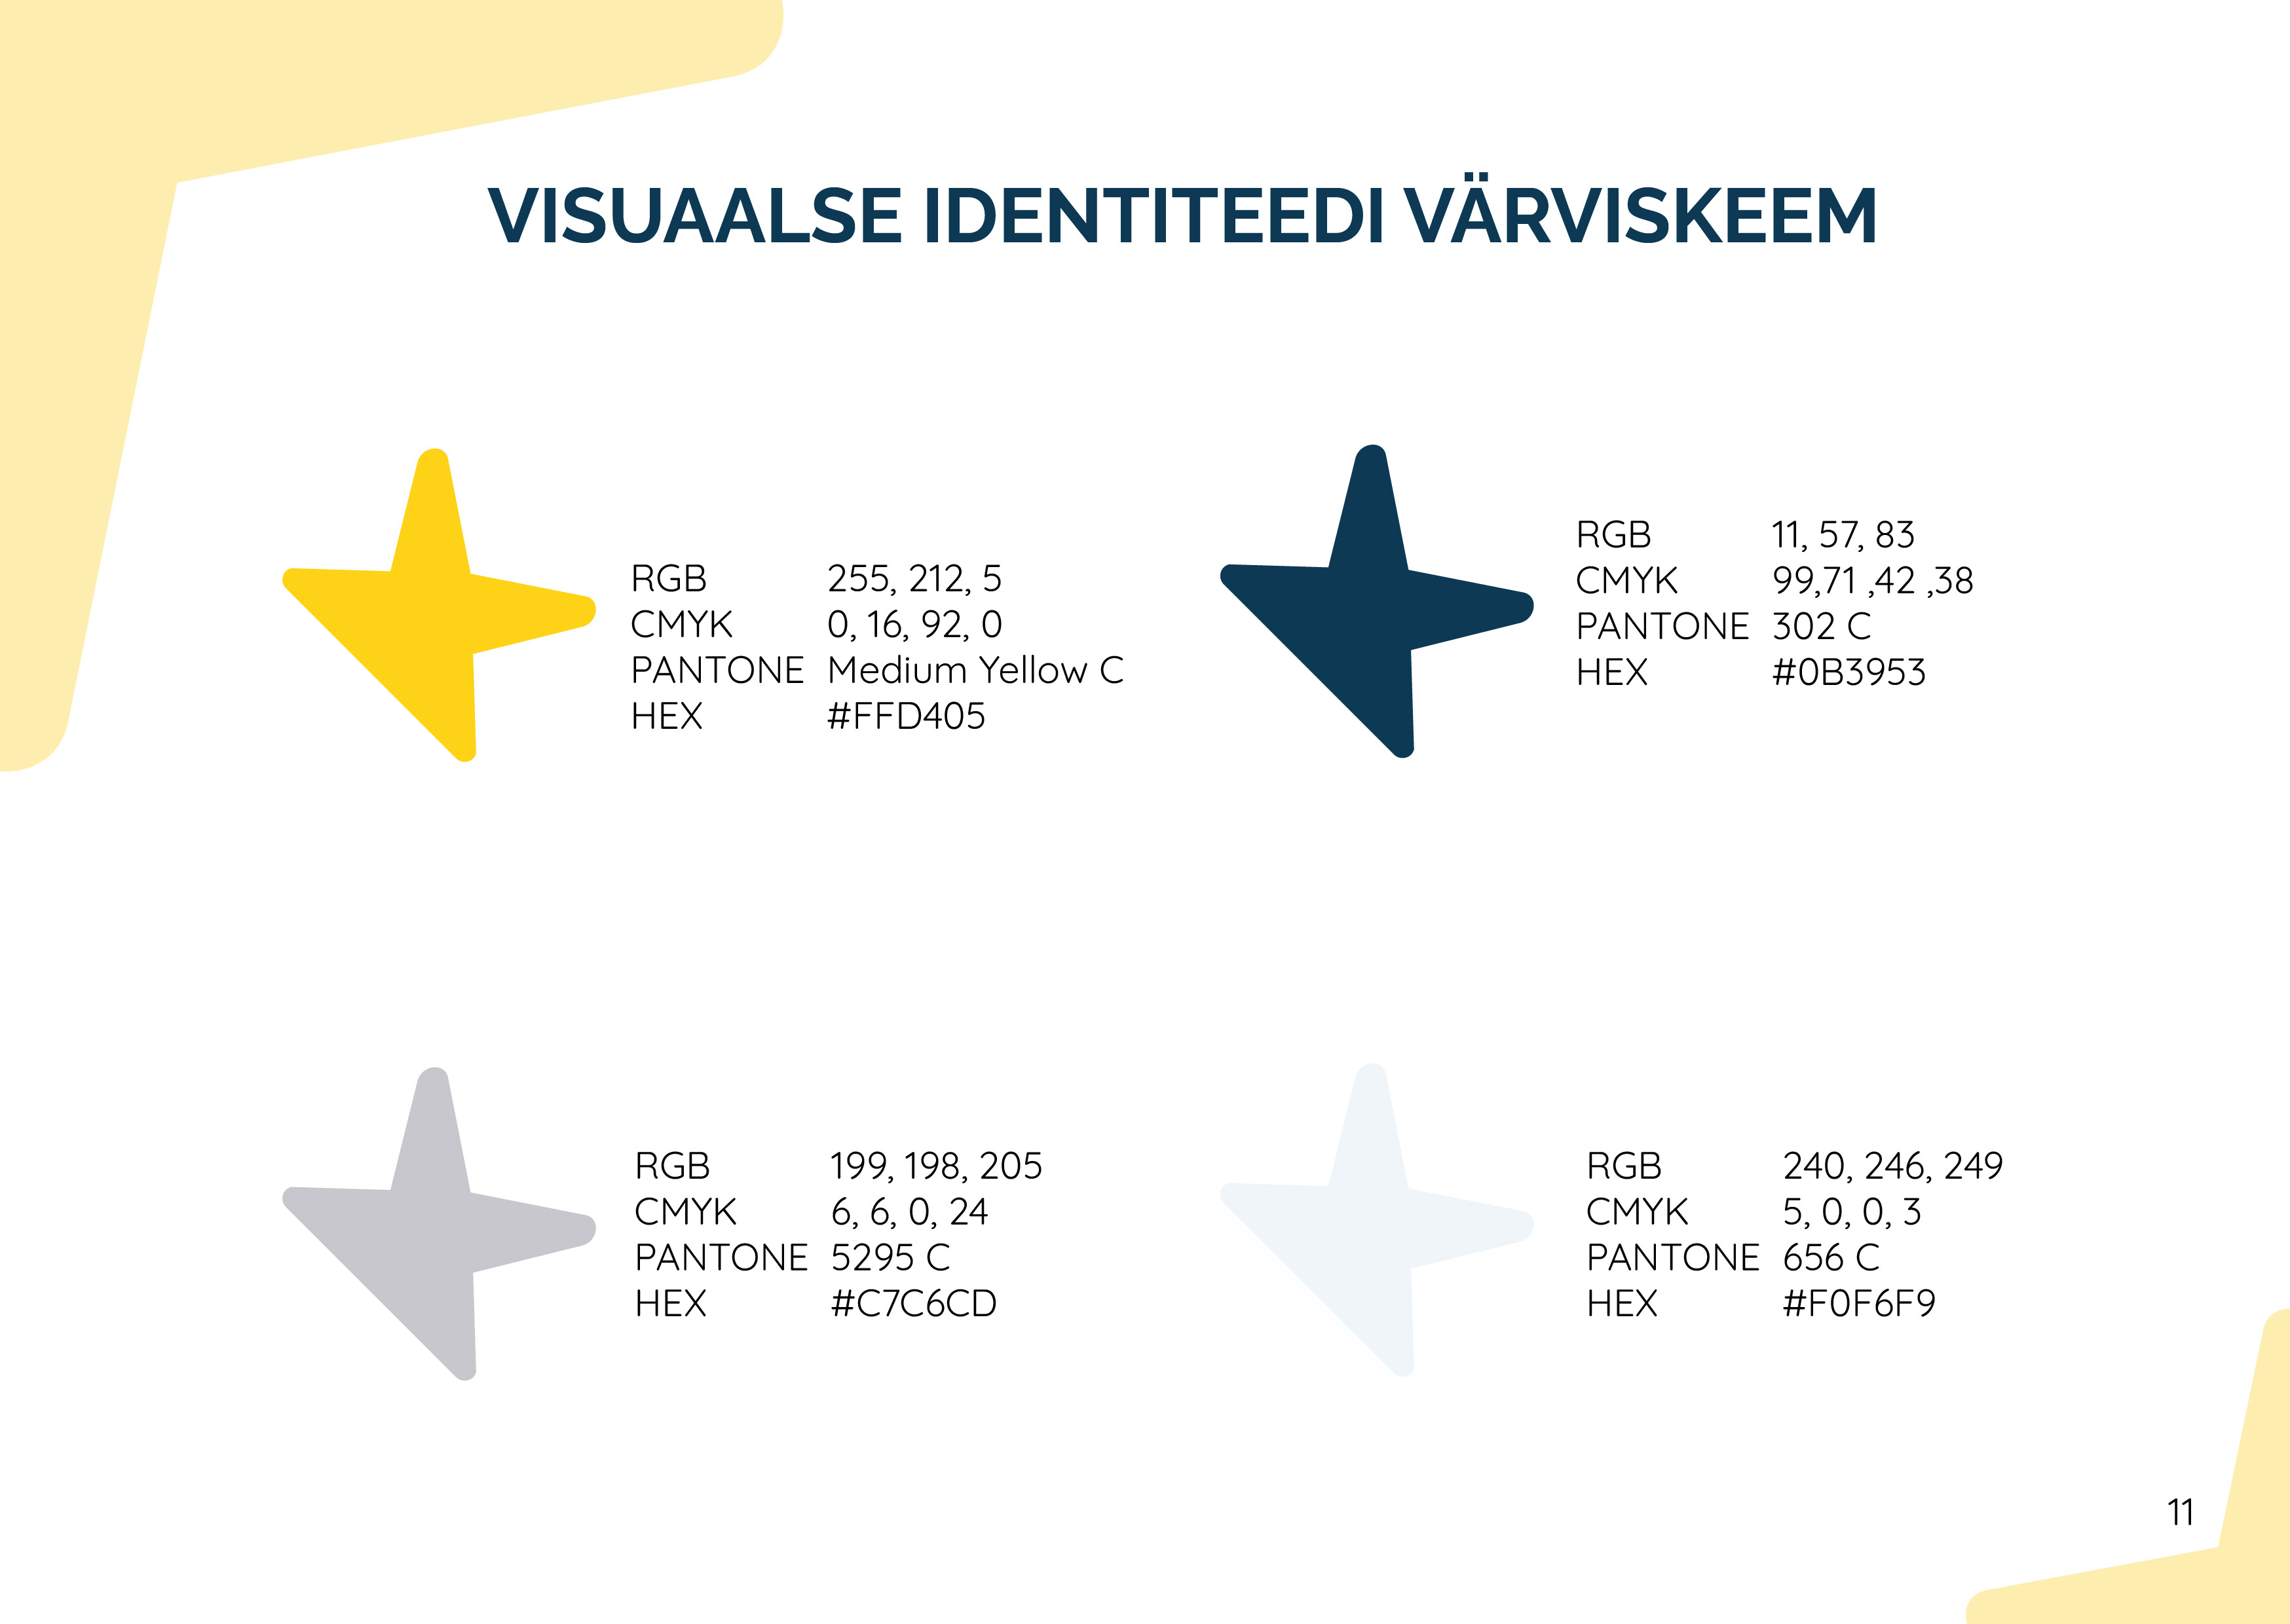 VISUAALSE IDENTITEEDI VÄRVISKEEM
RGB 255, 212, 5
CMYK 0, 16, 92, 0
PANTONE Medium Yellow C
HEX #FFD405
RGB 11, 57, 83
CMYK 99,71 ,42 ,38
PANTONE 302 C
HEX #0B3953
RGB 199, 198, 205
CMYK 6, 6, 0, 24
PANTONE 5295 C
HEX #C7C6CD
RGB 240, 246, 249
CMYK 5, 0, 0, 3
PANTONE 656 C
HEX #F0F6F9
11